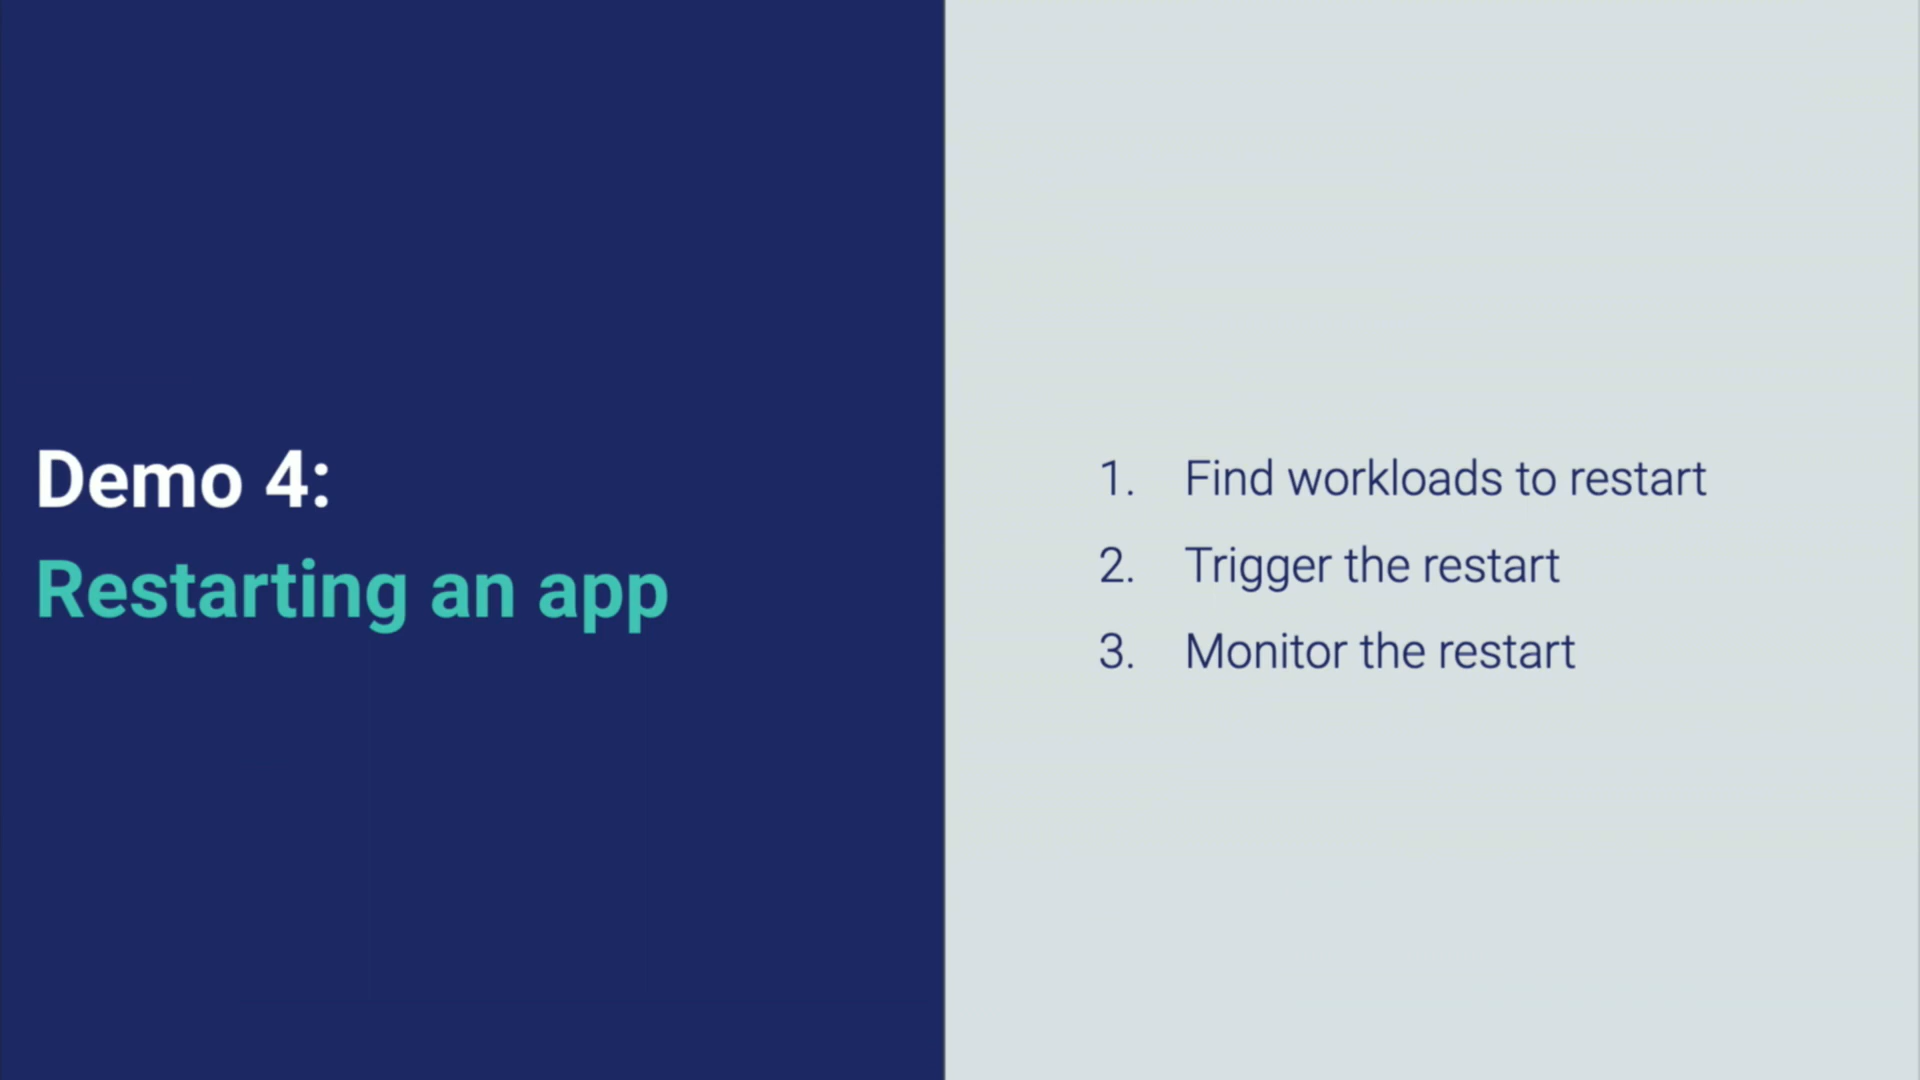 Demo 4:
Restarting an app
1. Find workloads to restart
2. Trigger the restart
3. Monitor the restart